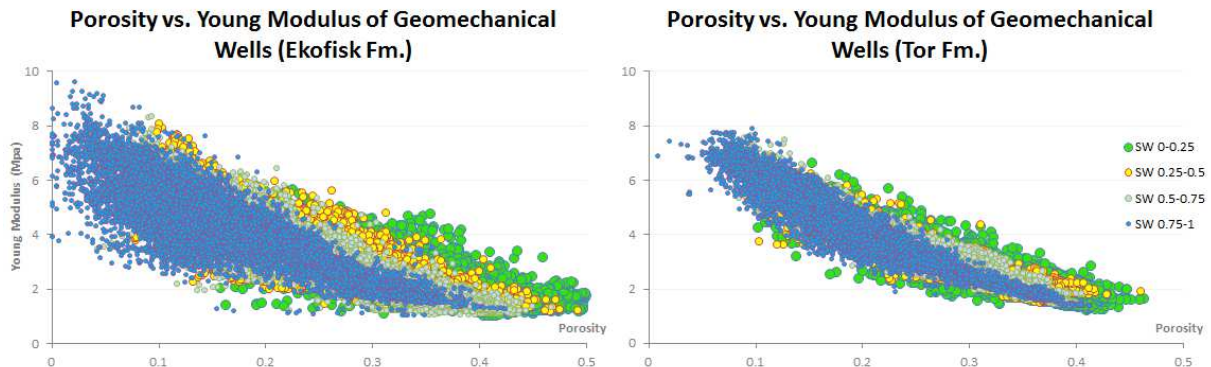 Porosity vs. Young Modulus of Geomechanical
Wells (Ekofisk Fm.)
10
8
6
4
2
0
Young Modulus (Mpa)
Porosity
0
0.1
0.2
0.3
0.4
0.5
Porosity vs. Young Modulus of Geomechanical
Wells (Tor Fm.)
10
8
6
4
2
0
SW 0-0.25
SW 0.25-0.5
SW 0.5-0.75
SW 0.75-1
Porosity
0
0.1
0.2
0.3
0.4
0.5